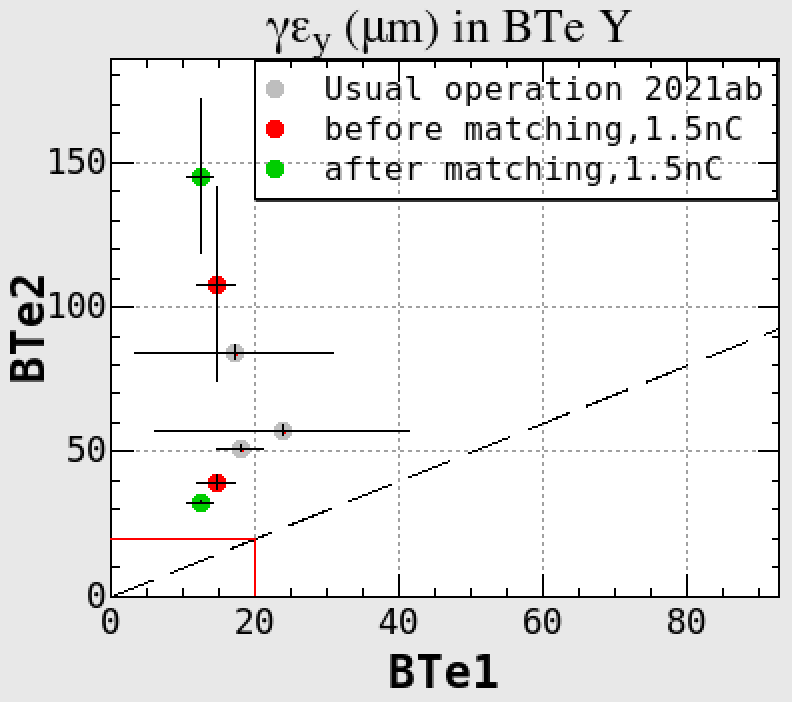 γεy (μm) in BTe Y
Usual operation 2021ab
before matching,1.5nC
after matching,1.5nC
150
100
50
0
BTe2
0 20 40 60 80
BTe1